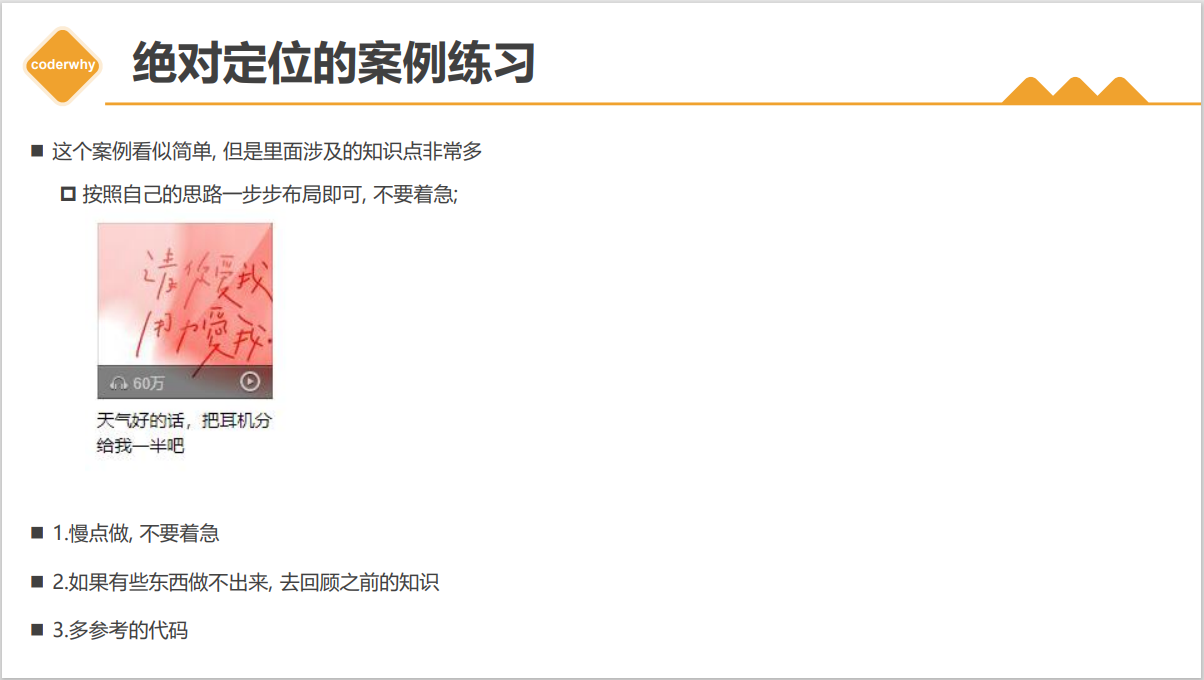 coderwhy
绝对定位的案例练习
这个案例看似简单, 但是里面涉及的知识点非常多
按照自己的思路一步步布局即可, 不要着急;
请你爱我
用力爱我.
60万
天气好的话，把耳机分
给我一半吧
1.慢点做, 不要着急
2.如果有些东西做不出来, 去回顾之前的知识
3.多参考的代码